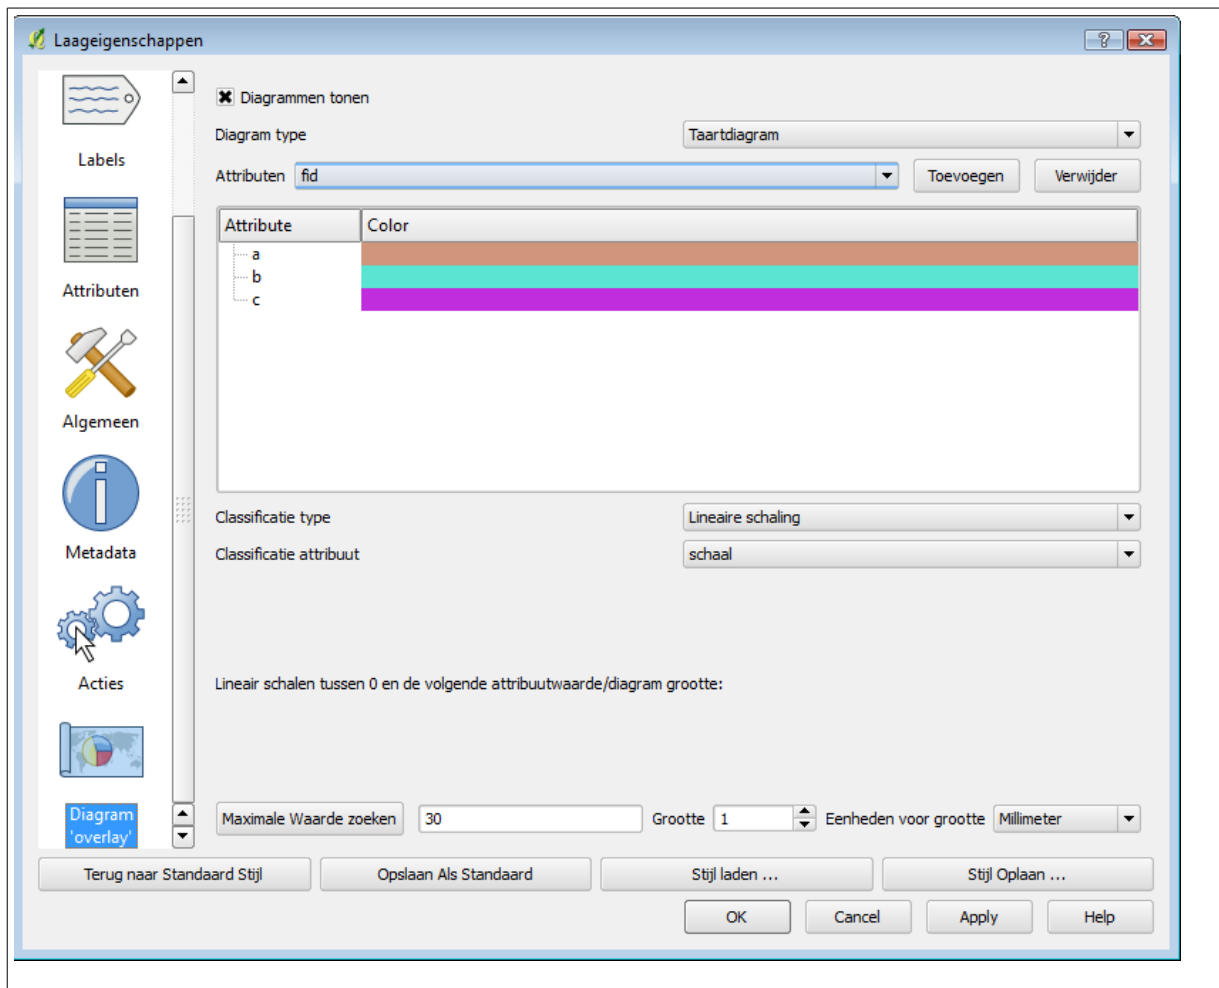 Laageigenschappen
Labels
Attributen
Algemeen
Metadata
Acties
Diagram
'overlay'
Diagrammen tonen
Diagram type Taartdiagram
Attributen fid Toevoegen Verwijder
Attribute Color
a
b
c
Classificatie type Lineaire schaling
Classificatie attribuut schaal
Lineair schalen tussen 0 en de volgende attribuutwaarde/diagram grootte:
Maximale Waarde zoeken 30 Grootte 1 Eenheden voor grootte Millimeter
Terug naar Standaard Stijl Opslaan Als Standaard Stijl laden ... Stijl Oplaan ...
OK Cancel Apply Help